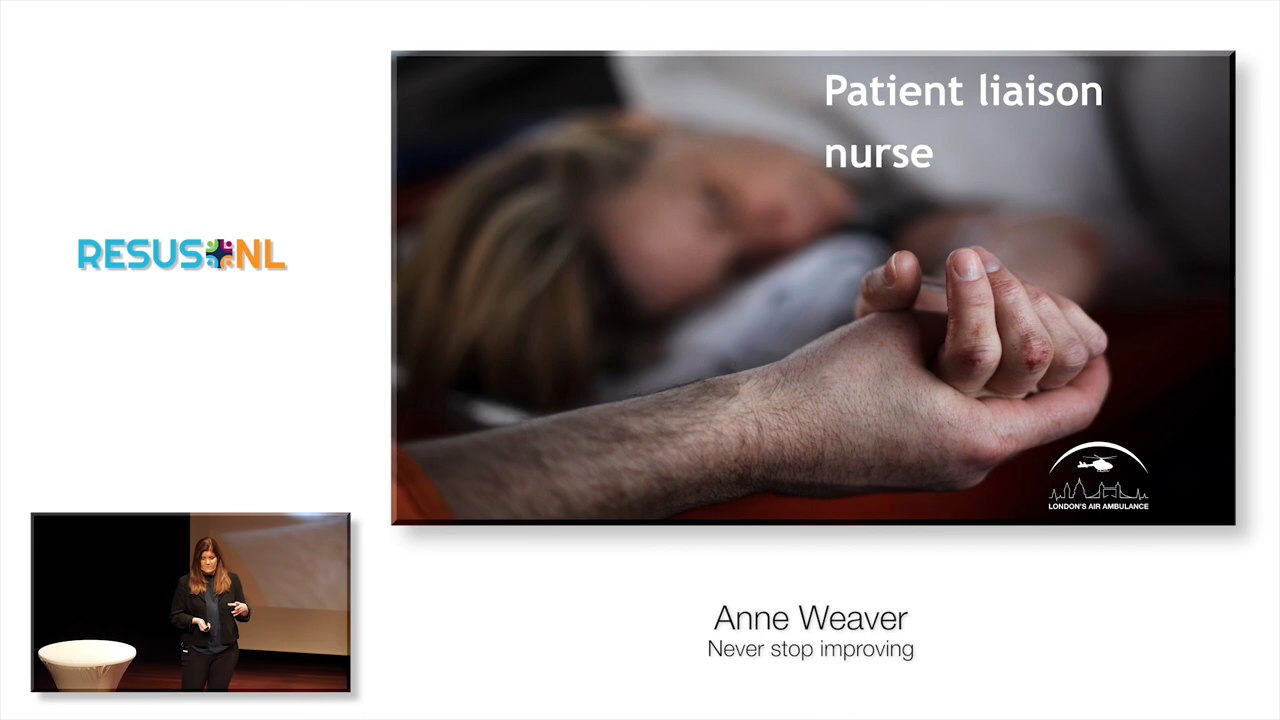 Patient liaison
nurse
RESUS NL
LONDON'S AIR AMBULANCE
Anne Weaver
Never stop improving